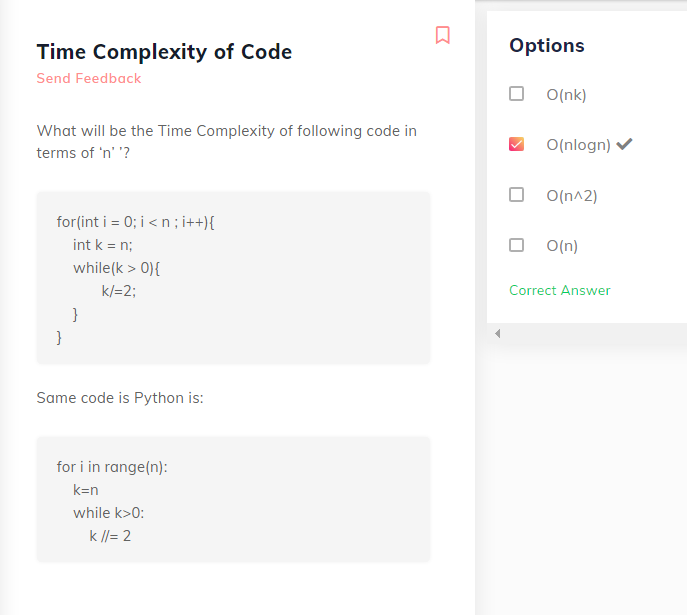 Time Complexity of Code
Send Feedback
What will be the Time Complexity of following code in
terms of ‘n’ ’?
for(int i = 0; i < n ; i++){
int k = n;
while(k > 0){
k/=2;
}
}
Same code is Python is:
for i in range(n):
k=n
while k>0:
k //= 2
Options
O(nk)
O(nlogn)
O(n^2)
O(n)
Correct Answer